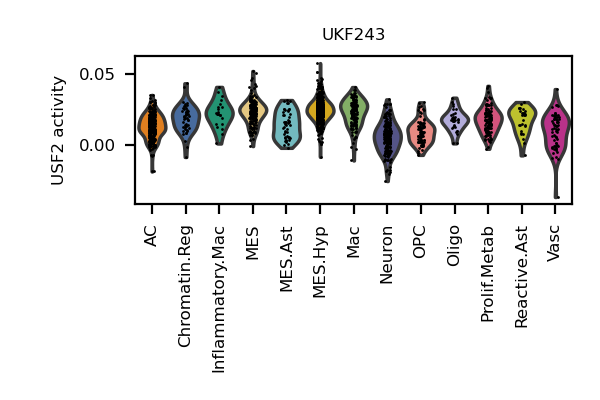 UKF243
USF2 activity
0.05
0.00
AC
Chromatin.Reg
Inflammatory.Mac
MES
MES.Ast
MES.Hyp
Mac
Neuron
OPC
Oligo
Prolif.Metab
Reactive.Ast
Vasc